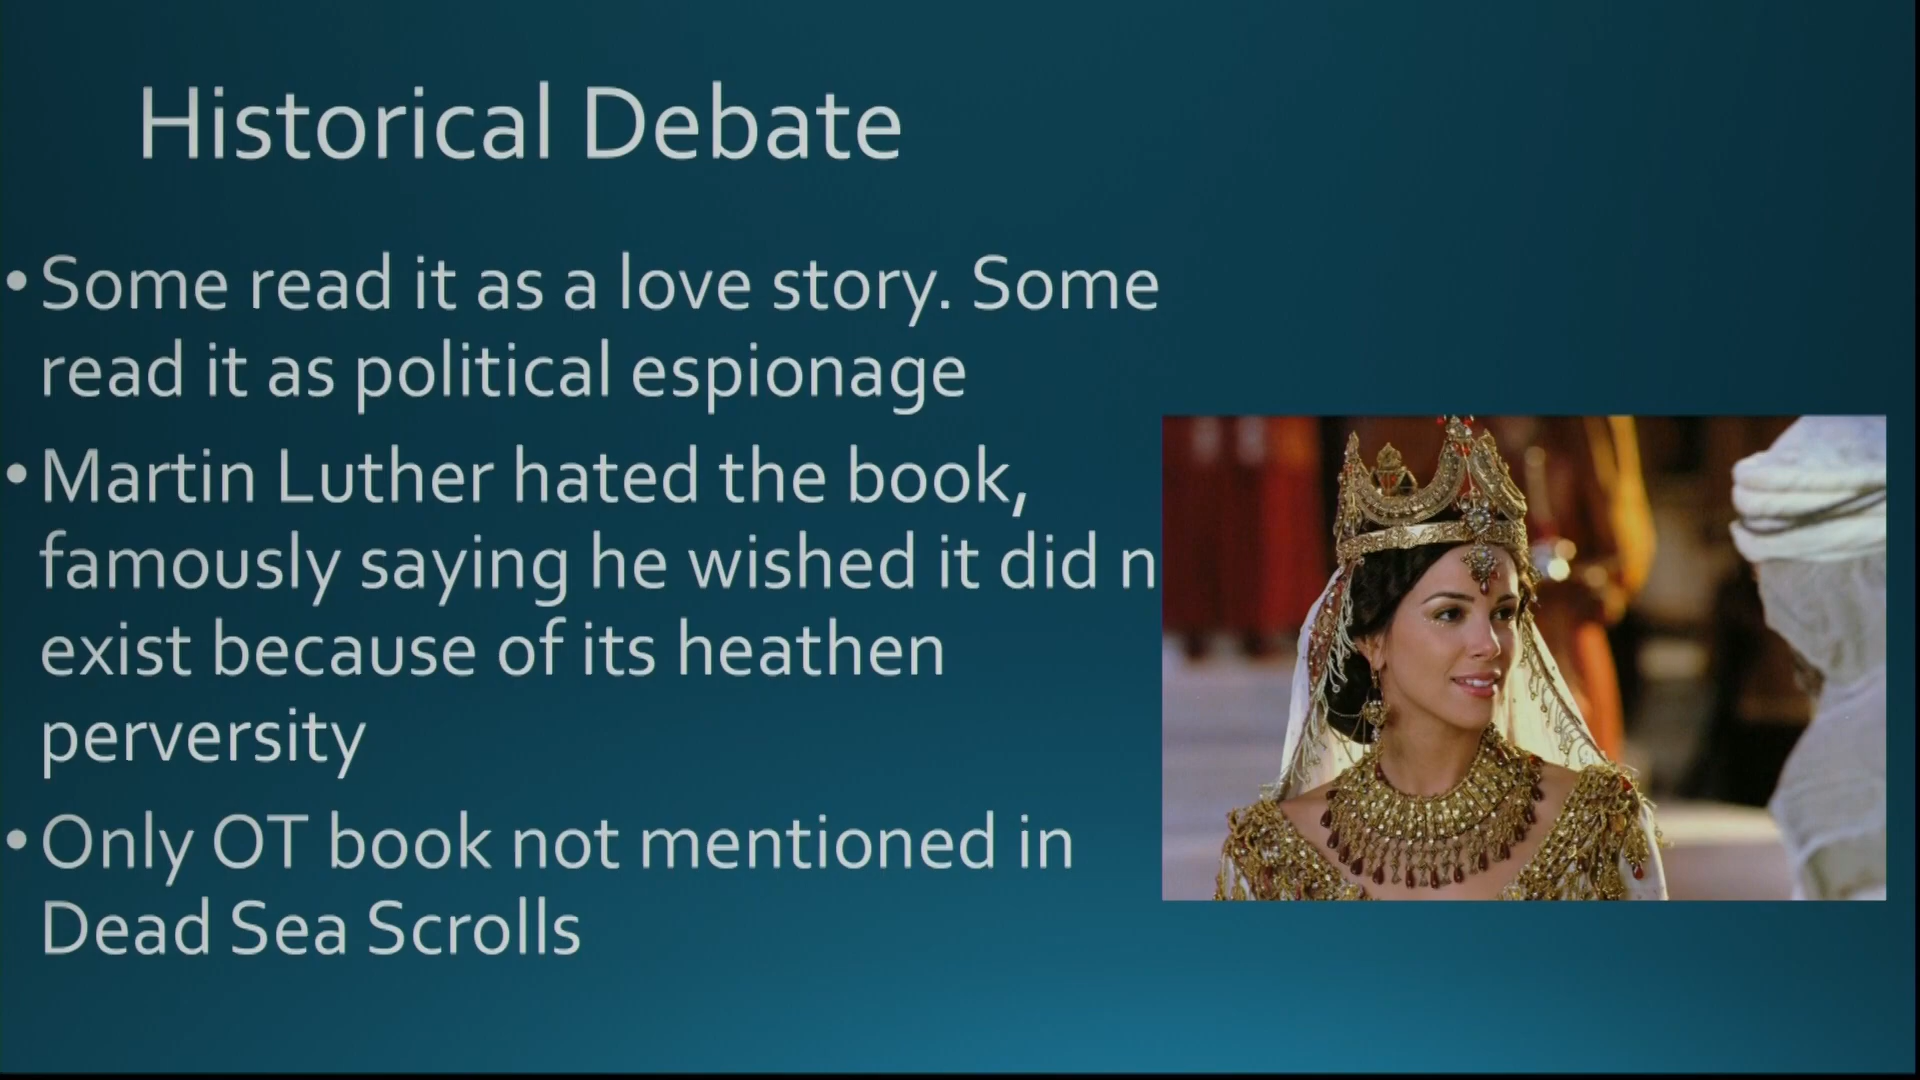 Historical Debate
• Some read it as a love story. Some
read it as political espionage
• Martin Luther hated the book,
famously saying he wished it did n
exist because of its heathen
perversity
• Only OT book not mentioned in
Dead Sea Scrolls